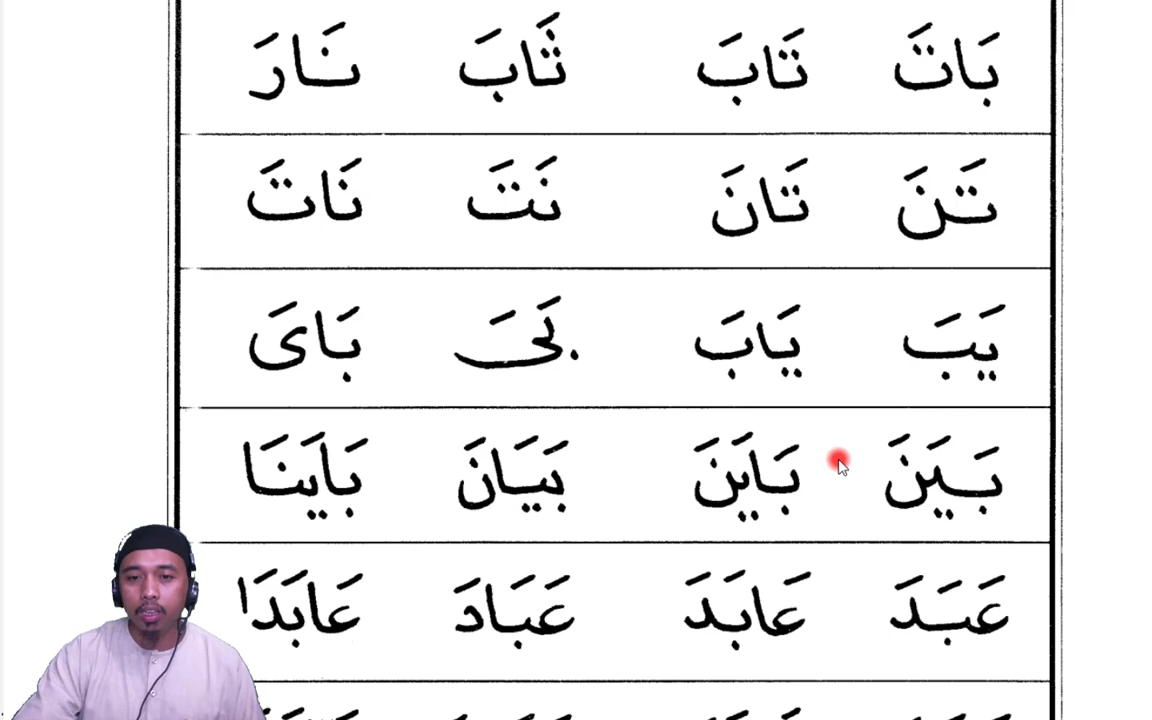 بَاتَ تَابَ ثَابَ نَارَ
تَنَ تَانَ نَتَ نَاتَ
يَبَ يَابَ بَىَ بَاىَ
بَيَنَ بَايَنَ بَيَانَ بَايَنَا
عَبَدَ عَابَدَ عَبَادَ عَابَدَا